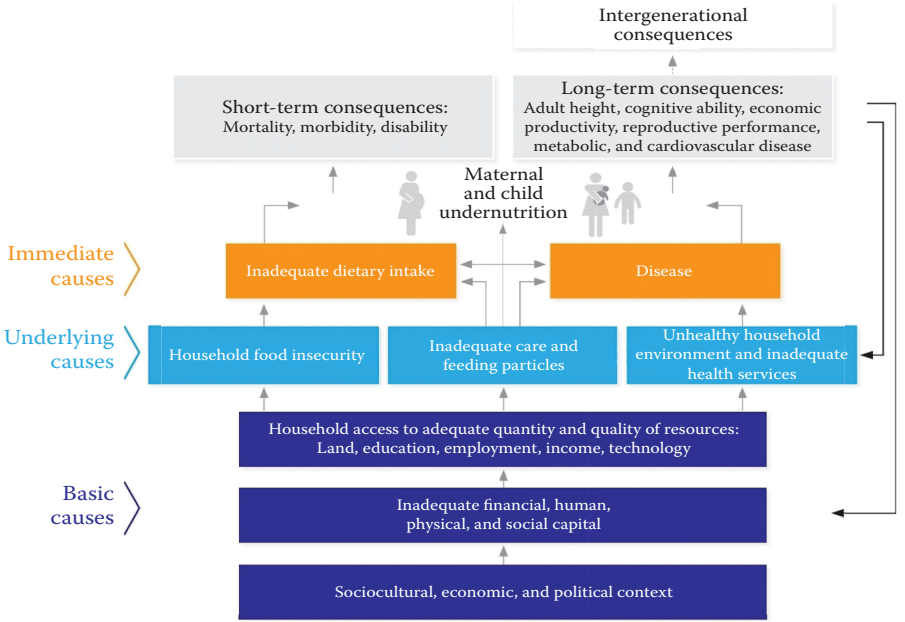 Intergenerational
consequences
Short-term consequences:
Mortality, morbidity, disability
Long-term consequences:
Adult height, cognitive ability, economic
productivity, reproductive performance,
metabolic, and cardiovascular disease
Maternal
and child
undernutrition
Immediate
causes
Inadequate dietary intake
Disease
Underlying
causes
Household food insecurity
Inadequate care and
feeding particles
Unhealthy household
environment and inadequate
health services
Basic
causes
Household access to adequate quantity and quality of resources:
Land, education, employment, income, technology
Inadequate financial, human,
physical, and social capital
Sociocultural, economic, and political context